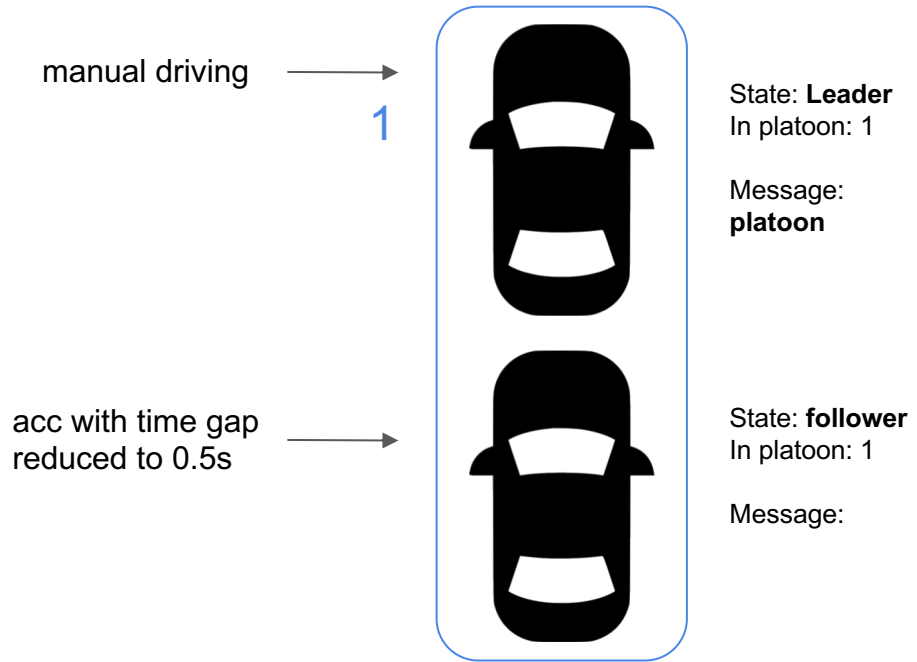 manual driving
1
State: Leader
In platoon: 1
Message:
platoon
acc with time gap
reduced to 0.5s
State: follower
In platoon: 1
Message: